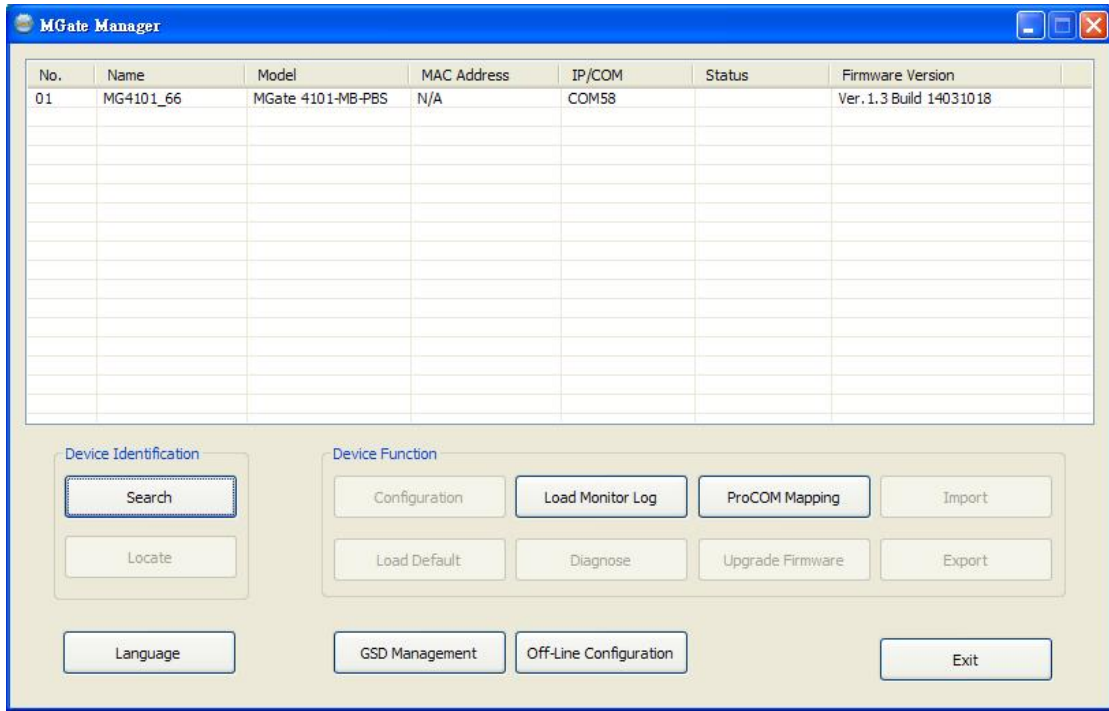 MGate Manager
No. Name Model MAC Address IP/COM Status Firmware Version
01 MG4101_66 MGate 4101-MB-PBS N/A COM58 Ver.1.3 Build 14031018
Device Identification
Search
Locate
Device Function
Configuration Load Monitor Log ProCOM Mapping Import
Load Default Diagnose Upgrade Firmware Export
Language GSD Management Off-Line Configuration Exit